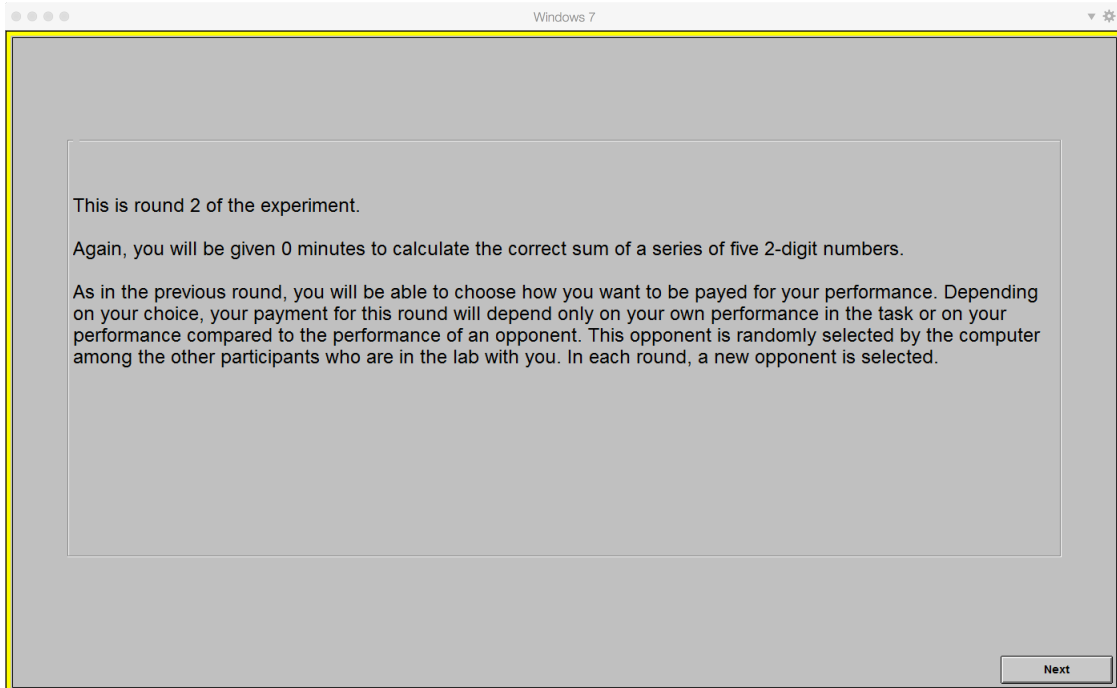 Windows 7
This is round 2 of the experiment.
Again, you will be given 0 minutes to calculate the correct sum of a series of five 2-digit numbers.
As in the previous round, you will be able to choose how you want to be payed for your performance. Depending
on your choice, your payment for this round will depend only on your own performance in the task or on your
performance compared to the performance of an opponent. This opponent is randomly selected by the computer
among the other participants who are in the lab with you. In each round, a new opponent is selected.
Next